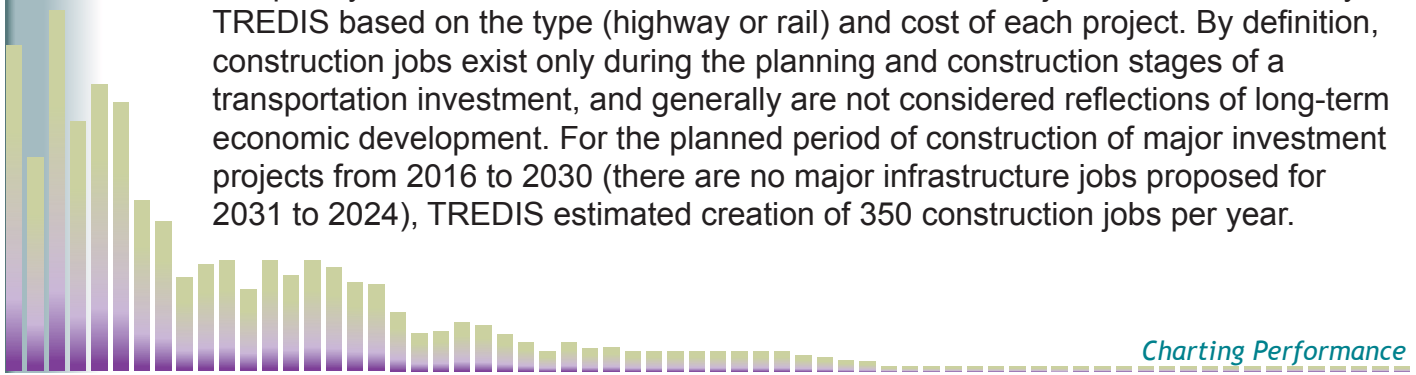 TREDIS based on the type (highway or rail) and cost of each project. By definition,
construction jobs exist only during the planning and construction stages of a
transportation investment, and generally are not considered reflections of long-term
economic development. For the planned period of construction of major investment
projects from 2016 to 2030 (there are no major infrastructure jobs proposed for
2031 to 2024), TREDIS estimated creation of 350 construction jobs per year.
Charting Performance